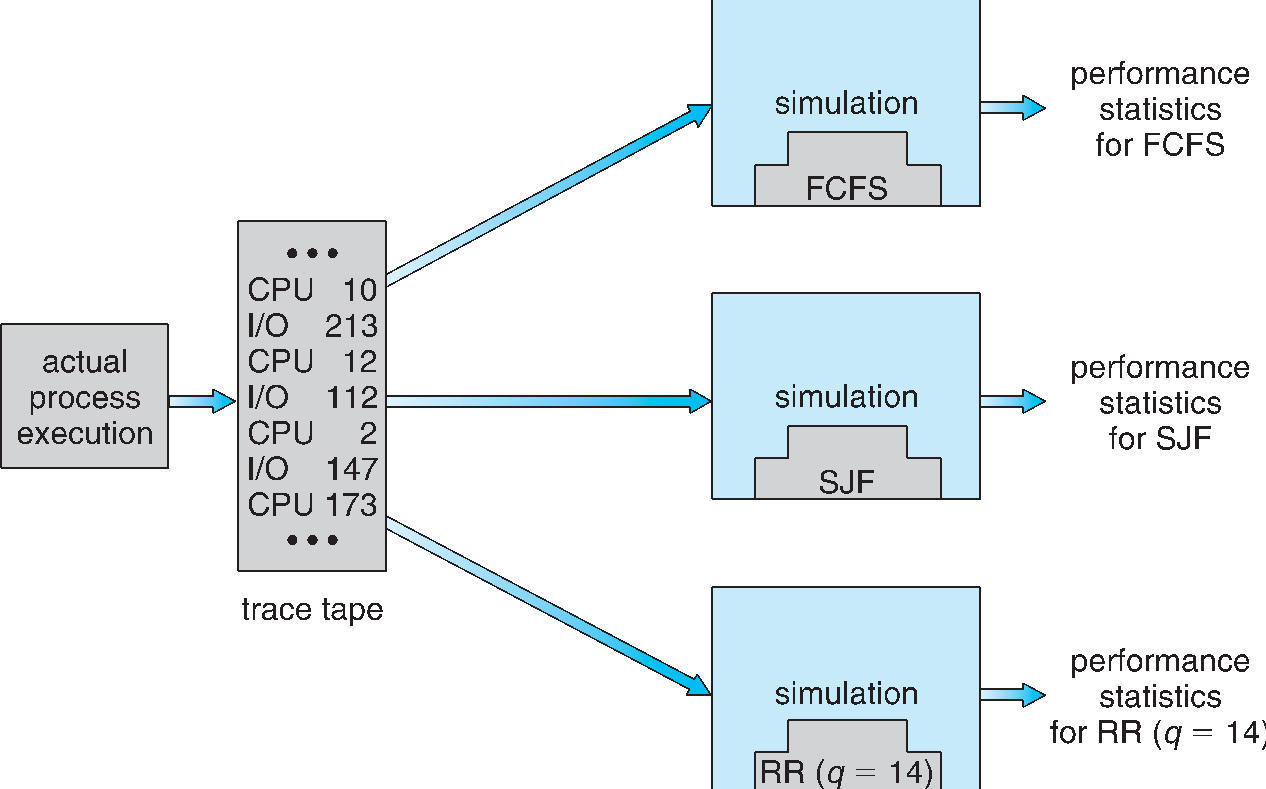 actual
process
execution
• • •
CPU 10
I/O 213
CPU 12
I/O 112
CPU 2
I/O 147
CPU 173
• • •
trace tape
simulation
FCFS
performance
statistics
for FCFS
simulation
SJF
performance
statistics
for SJF
simulation
RR (q = 14)
performance
statistics
for RR (q = 14)